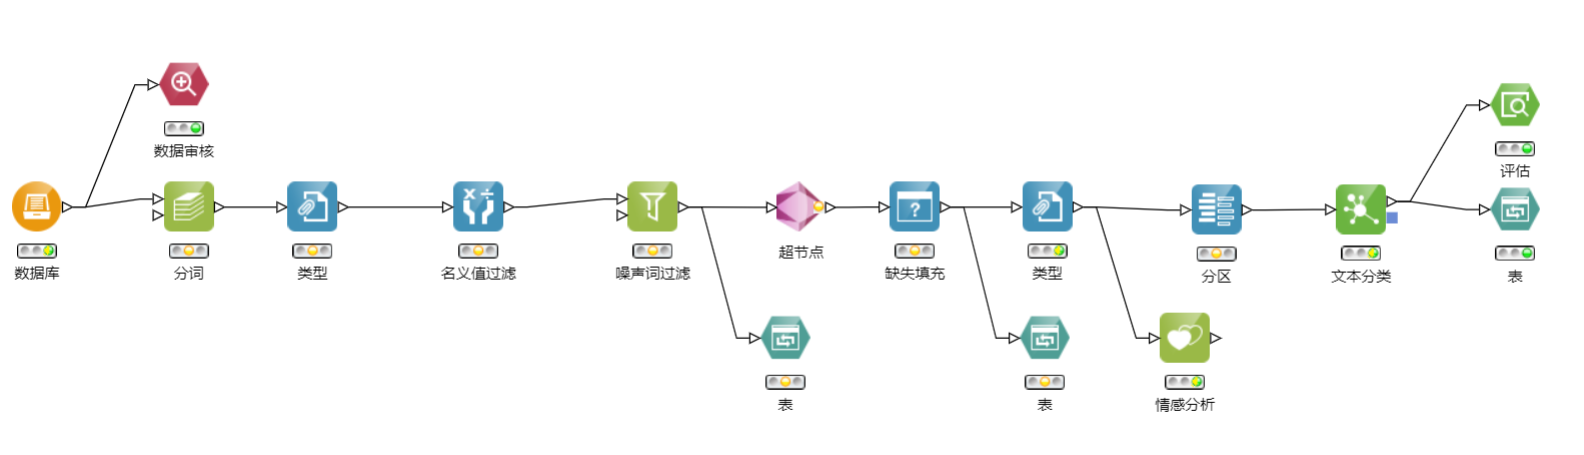 数据审核
评估
数据库
分词
类型
名义值过滤
噪声词过滤
超节点
缺失填充
类型
分区
文本分类
表
表
表
情感分析